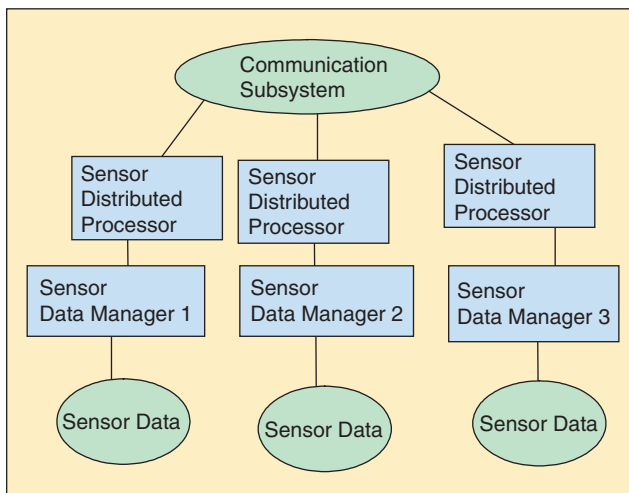 Communication
Subsystem
Sensor
Distributed
Processor
Sensor
Distributed
Processor
Sensor
Distributed
Processor
Sensor
Data Manager 1
Sensor
Data Manager 2
Sensor
Data Manager 3
Sensor Data
Sensor Data
Sensor Data